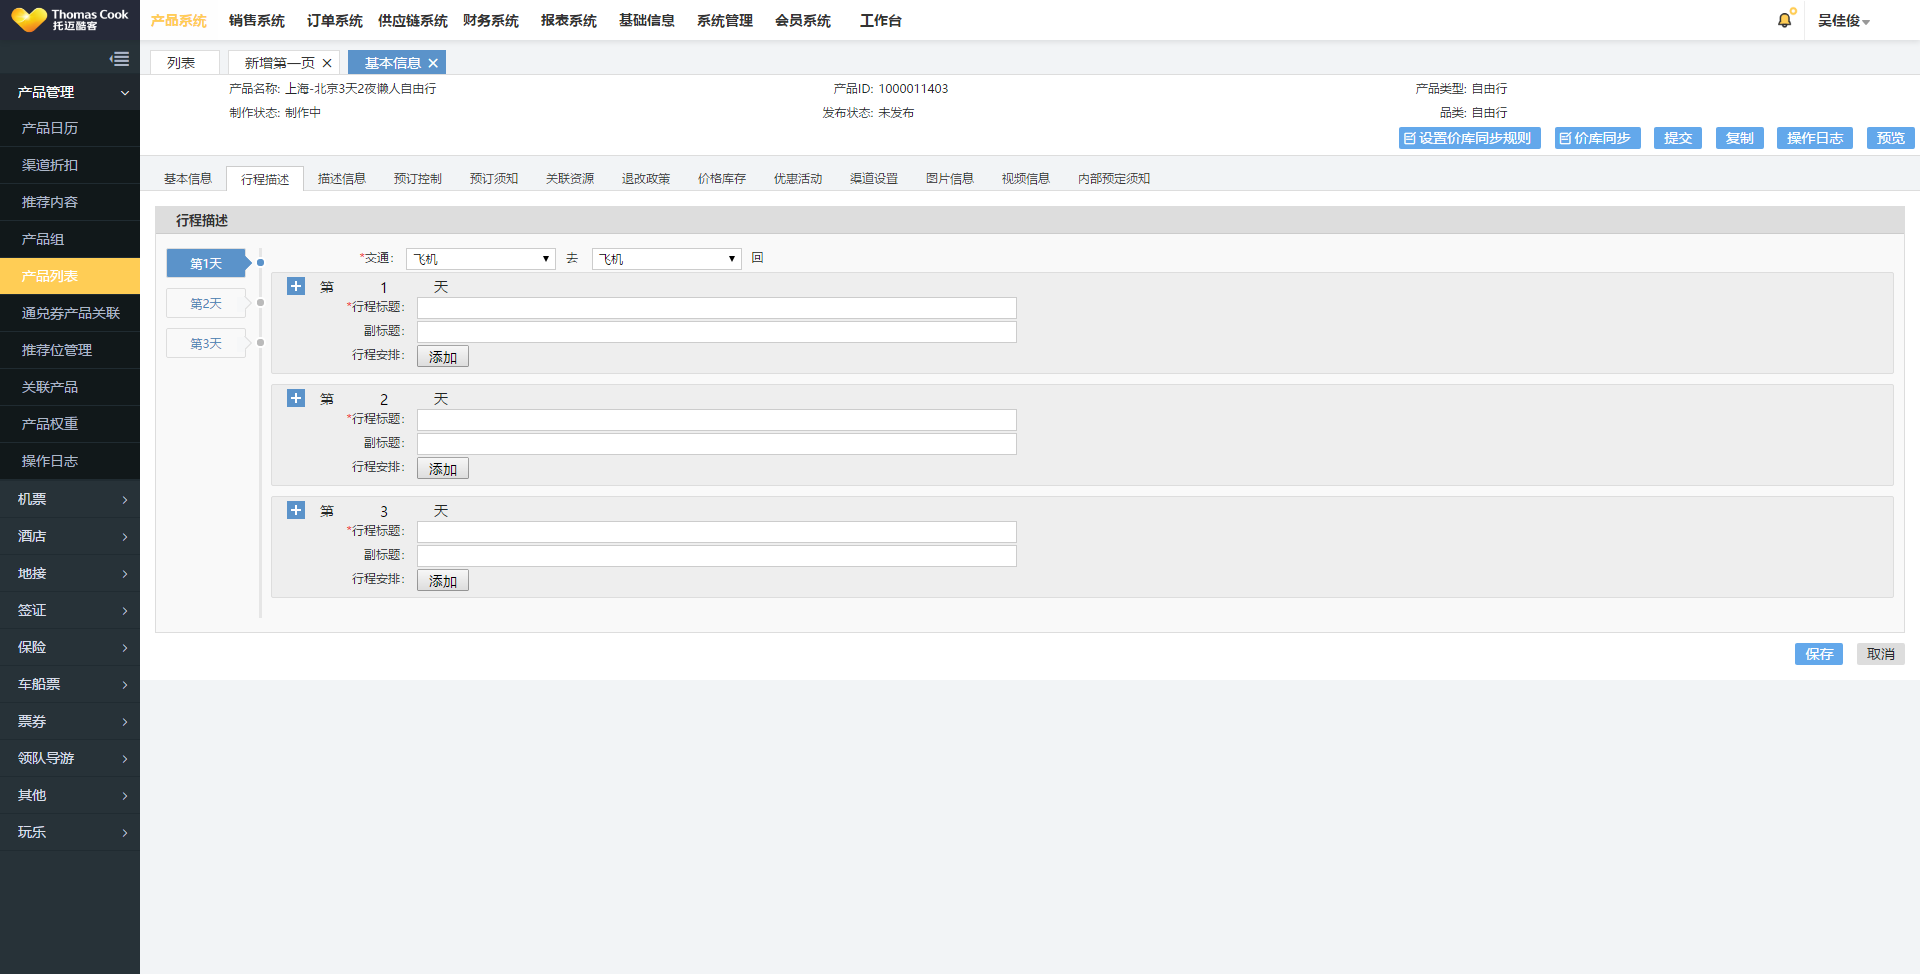 Thomas Cook
托迈酷客
产品系统 销售系统 订单系统 供应链系统 财务系统 报表系统 基础信息 系统管理 会员系统 工作台
吴佳俊
列表 新增第一页 基本信息
产品管理
产品日历
渠道折扣
推荐内容
产品组
产品列表
通兑券产品关联
推荐位管理
关联产品
产品权重
操作日志
机票
酒店
地接
签证
保险
车船票
票券
领队导游
其他
玩乐
产品名称: 上海-北京3天2夜懒人自由行 产品ID: 1000011403 产品类型: 自由行
制作状态: 制作中 发布状态: 未发布 品类: 自由行
设置价库同步规则 价库同步 提交 复制 操作日志 预览
基本信息 行程描述 描述信息 预订控制 预订须知 关联资源 退改政策 价格库存 优惠活动 渠道设置 图片信息 视频信息 内部预定须知
行程描述
第1天
第2天
第3天
*交通: 飞机 去 飞机 回
第 1 天
*行程标题:
副标题:
行程安排: 添加
第 2 天
*行程标题:
副标题:
行程安排: 添加
第 3 天
*行程标题:
副标题:
行程安排: 添加
保存 取消